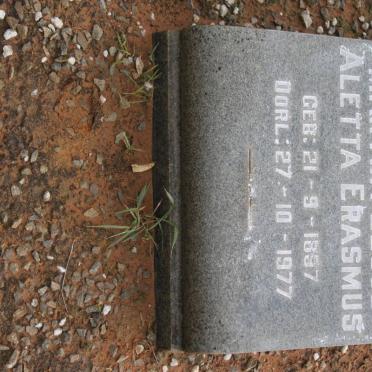 ALETTA ERASMUS
GEB: 21 - 9 - 1897
OORL: 27 - 10 - 1977